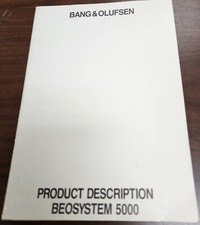 BANG & OLUFSEN
PRODUCT DESCRIPTION
BEOSYSTEM 5000